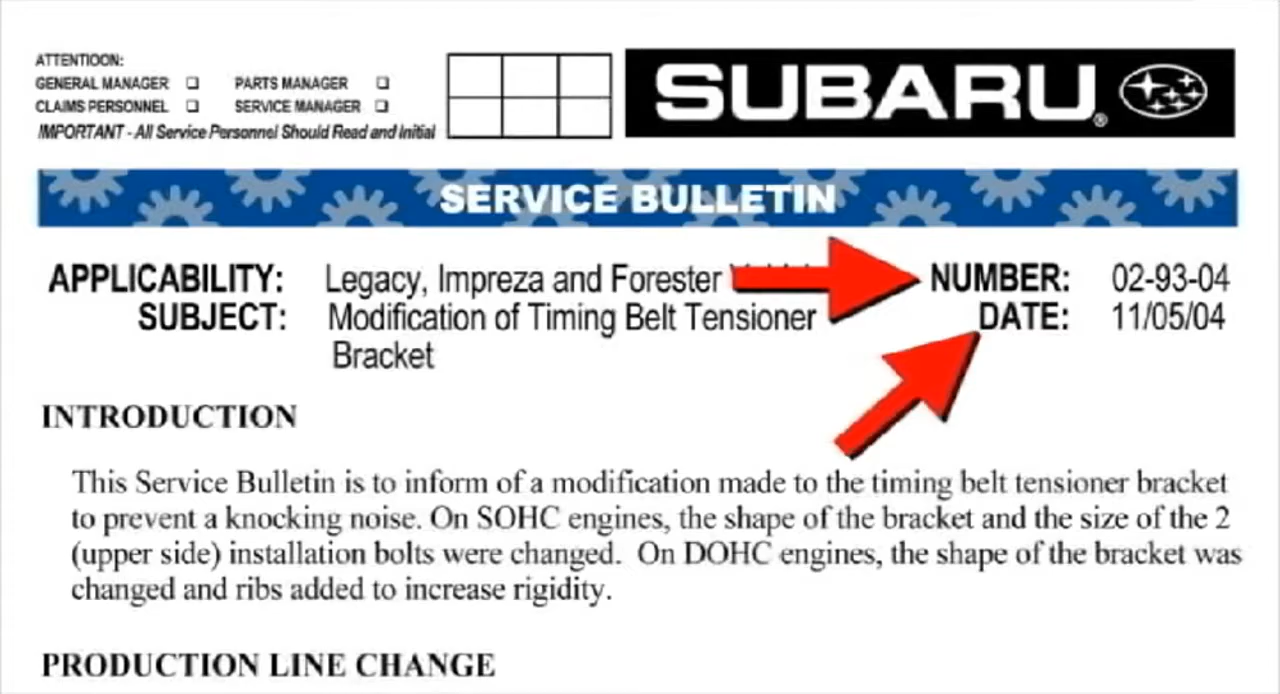 ATTENTIOON:
GENERAL MANAGER ❑ PARTS MANAGER ❑
CLAIMS PERSONNEL ❑ SERVICE MANAGER ❑
IMPORTANT - All Service Personnel Should Read and Initial
SUBARU®
SERVICE BULLETIN
APPLICABILITY: Legacy, Impreza and Forester
SUBJECT: Modification of Timing Belt Tensioner
Bracket
NUMBER: 02-93-04
DATE: 11/05/04
INTRODUCTION
This Service Bulletin is to inform of a modification made to the timing belt tensioner bracket
to prevent a knocking noise. On SOHC engines, the shape of the bracket and the size of the 2
(upper side) installation bolts were changed. On DOHC engines, the shape of the bracket was
changed and ribs added to increase rigidity.
PRODUCTION LINE CHANGE